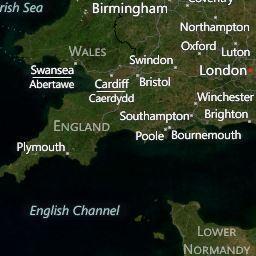 Coventry
rish Sea
Birmingham
Northampton
Oxford
Luton
WALES
Swindon
London
Swansea
Abertawe
Cardiff
Caerdydd
Bristol
Winchester
Southampton
Brighton
ENGLAND
Poole
Bournemouth
Plymouth
English Channel
LOWER
NORMANDY